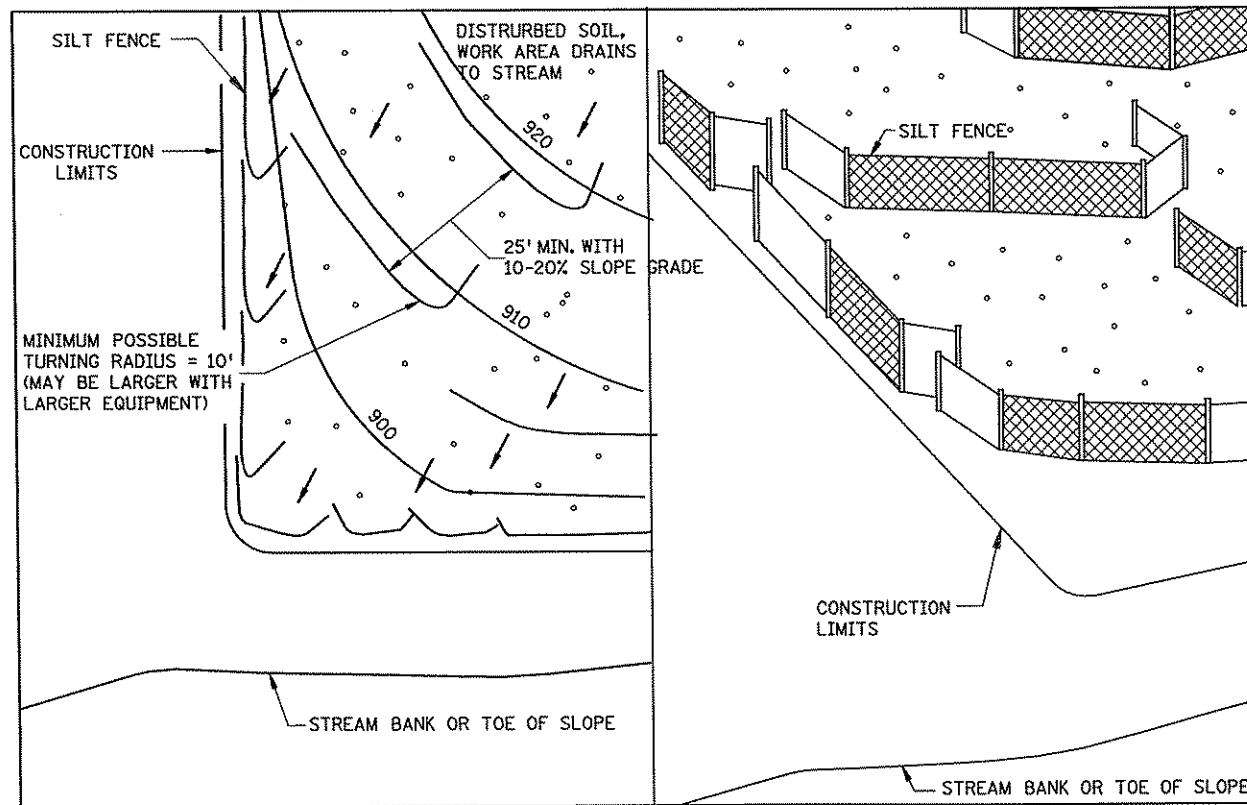 SILT FENCE
DISTRURBED SOIL,
WORK AREA DRAINS
TO STREAM
920
CONSTRUCTION
LIMITS
25' MIN. WITH
10-20% SLOPE GRADE
910
MINIMUM POSSIBLE
TURNING RADIUS = 10'
(MAY BE LARGER WITH
LARGER EQUIPMENT)
900
STREAM BANK OR TOE OF SLOPE
SILT FENCE
CONSTRUCTION
LIMITS
STREAM BANK OR TOE OF SLOPE